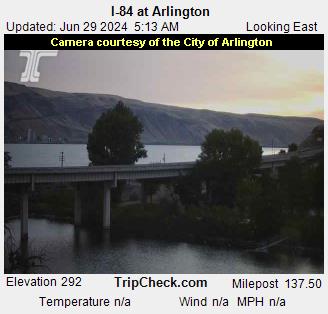 I-84 at Arlington
Updated: Jun 29 2024 5:13 AM Looking East
Camera courtesy of the City of Arlington
Elevation 292 TripCheck.com Milepost 137.50
Temperature n/a Wind n/a MPH n/a